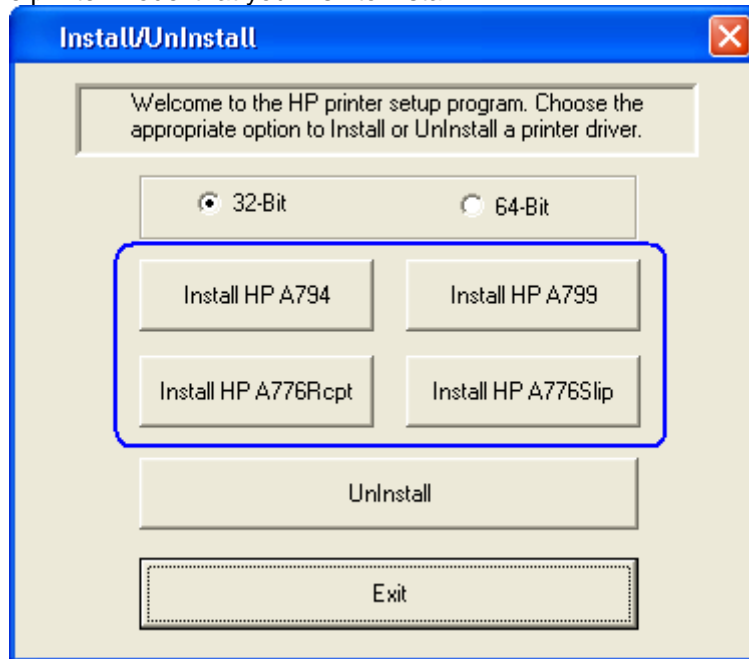 Install/UnInstall
Welcome to the HP printer setup program. Choose the
appropriate option to Install or UnInstall a printer driver.
32-Bit 64-Bit
Install HP A794 Install HP A799
Install HP A776Rcpt Install HP A776Slip
UnInstall
Exit